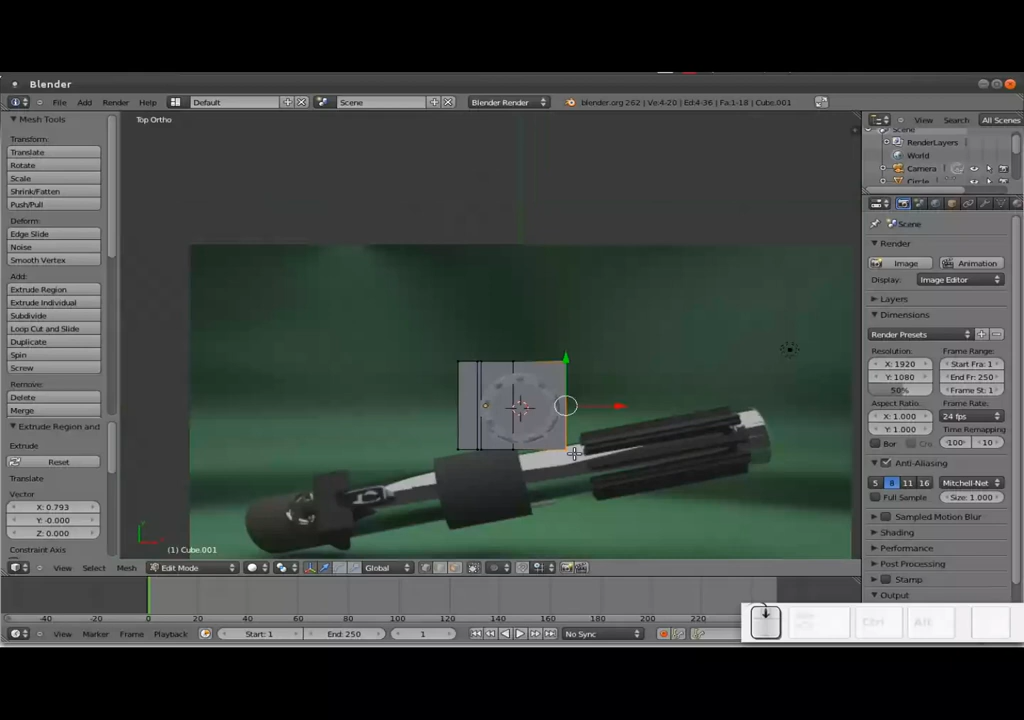 Blender
File Add Render Help Default Scene Blender Render blender.org 262 | Ve:4-20 | Ed:4-36 | Fa:1-18 | Cube.001 View Search All Scenes
Mesh Tools
Top Ortho
Scene
Transform:
RenderLayers
Translate
World
Rotate
Camera
Scale
Circle
Shrink/Fatten
Push/Pull
Scene
Deform:
Edge Slide
Render
Noise
Image Animation
Smooth Vertex
Display: Image Editor
Add:
Layers
Extrude Region
Dimensions
Extrude Individual
Subdivide
Render Presets
Loop Cut and Slide
Resolution: Frame Range:
Duplicate
X: 1920 Start Fra: 1
Spin
Y: 1080 End Fr: 250
Screw
50% Frame St: 1
Remove:
Aspect Ratio: Frame Rate:
Delete
X: 1.000 24 fps
Merge
Y: 1.000 Time Remapping
Extrude Region and
Bor Cro 100 10
Extrude
Reset
Anti-Aliasing
Translate
5 8 11 16 Mitchell-Net
Vector
Full Sample Size: 1.000
X: 0.793
Sampled Motion Blur
Y: -0.000
Shading
Z: 0.000
Performance
Constraint Axis
(1) Cube.001
Post Processing
View Select Mesh Edit Mode Global
Stamp
Output
-40 -20 0 20 40 60 80 100 120 140 160 180 200 220
Ctrl Alt
View Marker Frame Playback Start: 1 End: 250 1 No Sync